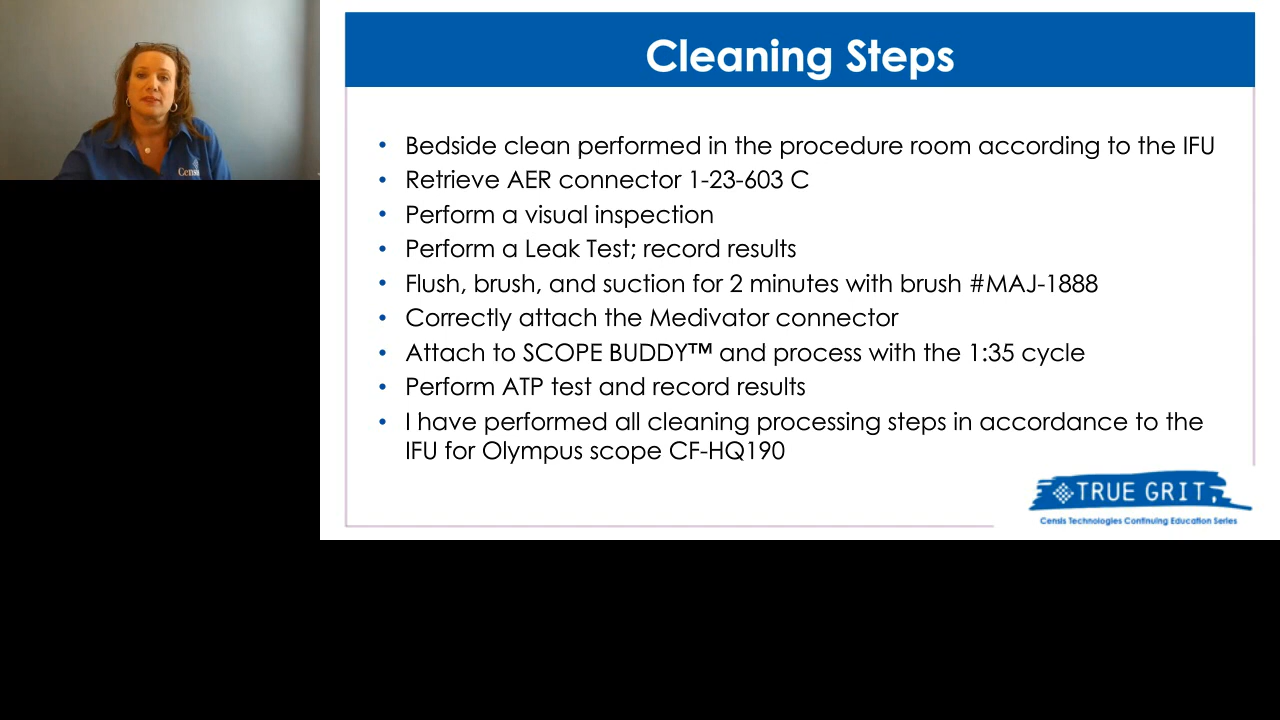 Cleaning Steps
• Bedside clean performed in the procedure room according to the IFU
• Retrieve AER connector 1-23-603 C
• Perform a visual inspection
• Perform a Leak Test; record results
• Flush, brush, and suction for 2 minutes with brush #MAJ-1888
• Correctly attach the Medivator connector
• Attach to SCOPE BUDDY™ and process with the 1:35 cycle
• Perform ATP test and record results
• I have performed all cleaning processing steps in accordance to the
IFU for Olympus scope CF-HQ190
TRUE GRIT
Censis Technologies Continuing Education Series